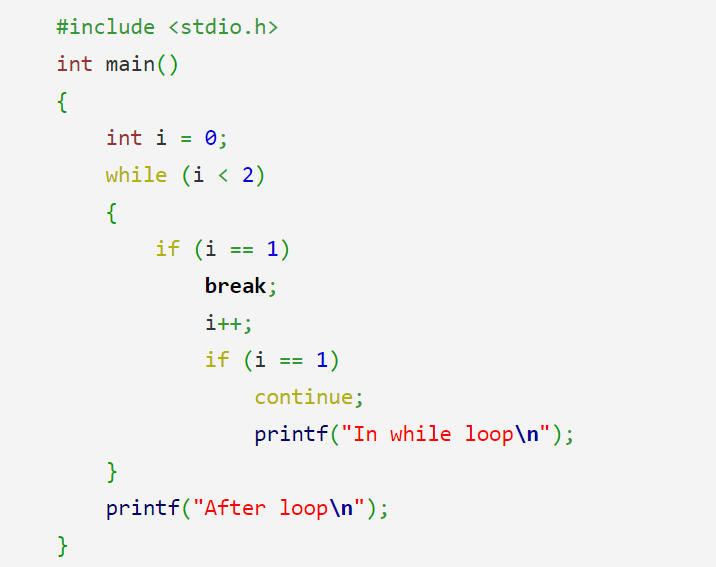 #include <stdio.h>
int main()
{
    int i = 0;
    while (i < 2)
    {
        if (i == 1)
            break;
            i++;
            if (i == 1)
                continue;
                printf("In while loop\n");
    }
    printf("After loop\n");
}